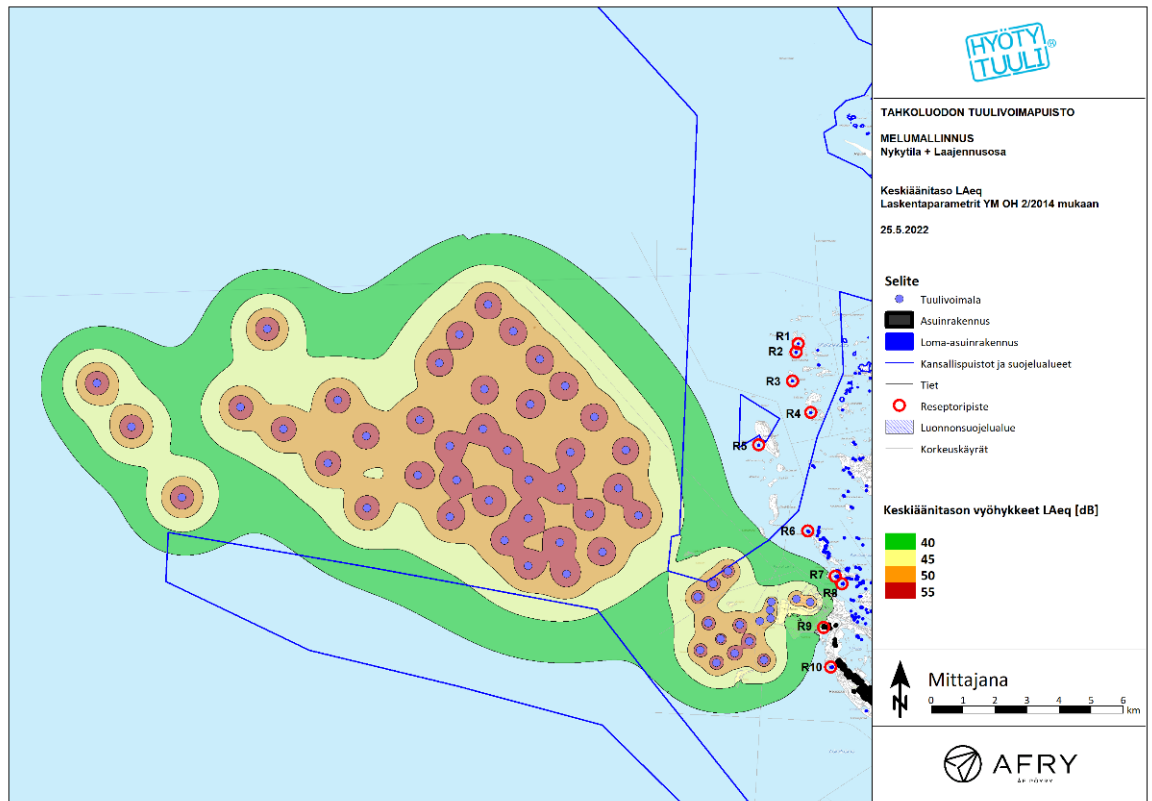 HYÖTY
TUULI®
TAHKOLUODON TUULIVOIMAPUISTO
MELUMALLINNUS
Nykytila + Laajennusosa
Keskiäänitaso LAeq
Laskentaparametrit YM OH 2/2014 mukaan
25.5.2022
Selite
Tuulivoimala
Asuinrakennus
Loma-asuinrakennus
Kansallispuistot ja suojelualueet
Tiet
Reseptoripiste
Luonnonsuojelualue
Korkeuskäyrät
Keskiäänitason vyöhykkeet LAeq [dB]
40
45
50
55
N
Mittajana
0 1 2 3 4 5 6
km
AFRY
ÅF PÖYRY
R1
R2
R3
R4
R5
R6
R7
R8
R9
R10